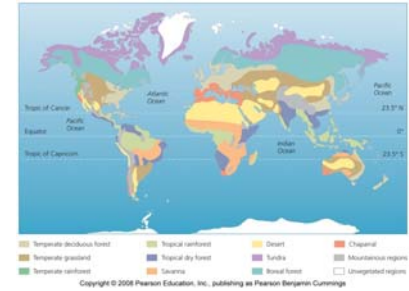 Atlantic
Ocean
Pacific
Ocean
Tropic of Cancer
23.5° N
Pacific
Ocean
Equator
0°
Indian
Ocean
Tropic of Capricorn
23.5° S
Temperate deciduous forest
Tropical rainforest
Desert
Chaparral
Temperate grassland
Tropical dry forest
Tundra
Mountainous regions
Temperate rainforest
Savanna
Boreal forest
Unvegetated regions
Copyright © 2008 Pearson Education, Inc., publishing as Pearson Benjamin Cummings